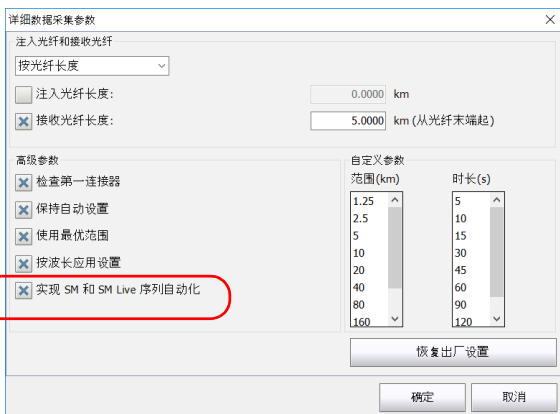 详细数据采集参数
注入光纤和接收光纤
按光纤长度
注入光纤长度: 0.0000 km
接收光纤长度: 5.0000 km (从光纤末端起)
高级参数
检查第一连接器
保持自动设置
使用最优范围
按波长应用设置
实现 SM 和 SM Live 序列自动化
自定义参数
范围(km) 时长(s)
1.25 5
2.5 10
5 15
10 30
20 45
40 60
80 90
160 120
恢复出厂设置
确定 取消